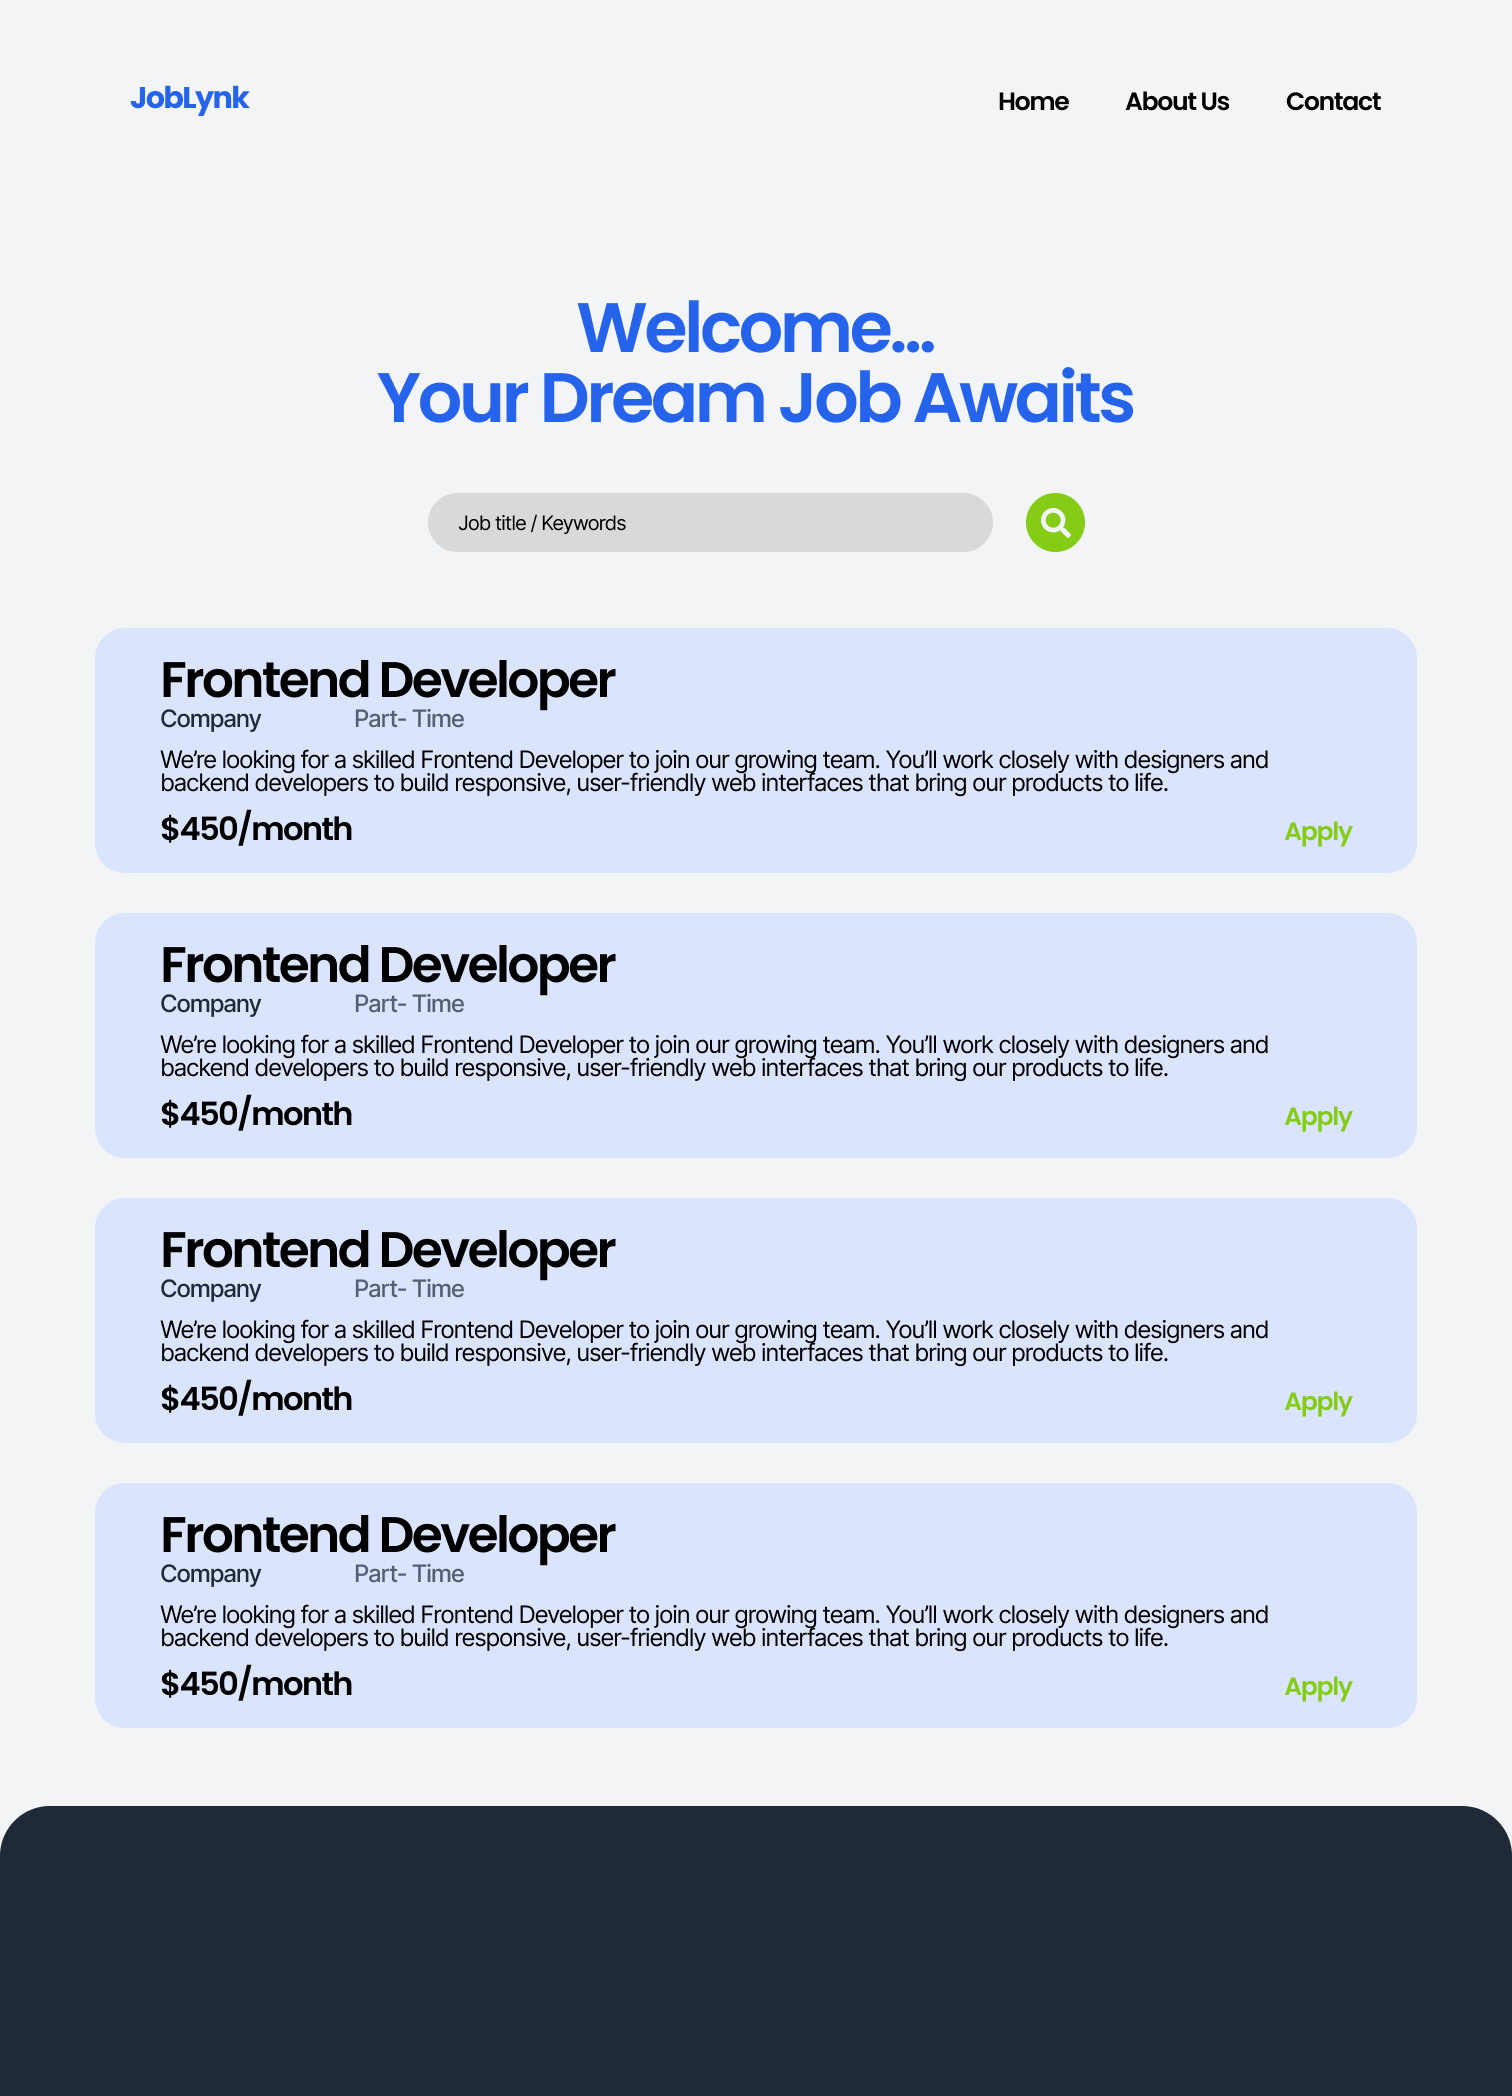 JobLynk
Home About Us Contact
Welcome...
Your Dream Job Awaits
Job title / Keywords
Frontend Developer
Company Part- Time
We’re looking for a skilled Frontend Developer to join our growing team. You’ll work closely with designers and
backend developers to build responsive, user-friendly web interfaces that bring our products to life.
$450/month Apply
Frontend Developer
Company Part- Time
We’re looking for a skilled Frontend Developer to join our growing team. You’ll work closely with designers and
backend developers to build responsive, user-friendly web interfaces that bring our products to life.
$450/month Apply
Frontend Developer
Company Part- Time
We’re looking for a skilled Frontend Developer to join our growing team. You’ll work closely with designers and
backend developers to build responsive, user-friendly web interfaces that bring our products to life.
$450/month Apply
Frontend Developer
Company Part- Time
We’re looking for a skilled Frontend Developer to join our growing team. You’ll work closely with designers and
backend developers to build responsive, user-friendly web interfaces that bring our products to life.
$450/month Apply